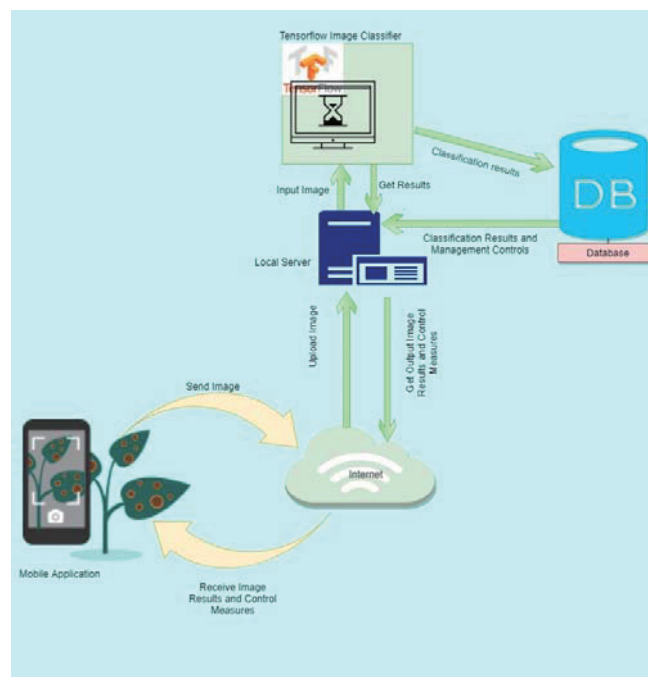 Tensorflow Image Classifier
TensorFlow
Classification results
DB
Input Image
Get Results
Classification Results and
Management Controls
Database
Local Server
Upload Image
Get Output Image
Results and Control
Measures
Send Image
Internet
Mobile Application
Receive Image
Results and Control
Measures